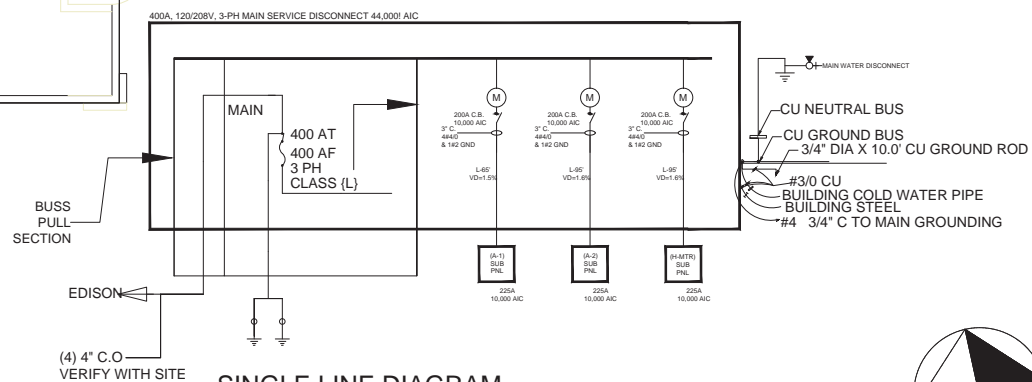 400A, 120/208V, 3-PH MAIN SERVICE DISCONNECT 44,000! AIC
MAIN
400 AT
400 AF
3 PH
CLASS {L}
BUSS
PULL
SECTION
EDISON
(4) 4" C.O
VERIFY WITH SITE
M
200A C.B.
10,000 AIC
3" C.
4#4/0
& 1#2 GND
L-65'
VD=1.5%
(A-1)
SUB
PNL
225A
10,000 AIC
M
200A C.B.
10,000 AIC
3" C.
4#4/0
& 1#2 GND
L-95'
VD=1.6%
(A-2)
SUB
PNL
225A
10,000 AIC
M
200A C.B.
10,000 AIC
3" C.
4#4/0
& 1#2 GND
L-95'
VD=1.6%
(H-MTR)
SUB
PNL
225A
10,000 AIC
MAIN WATER DISCONNECT
CU NEUTRAL BUS
CU GROUND BUS
3/4" DIA X 10.0' CU GROUND ROD
#3/0 CU
BUILDING COLD WATER PIPE
BUILDING STEEL
#4 3/4" C TO MAIN GROUNDING
SINGLE LINE DIAGRAM